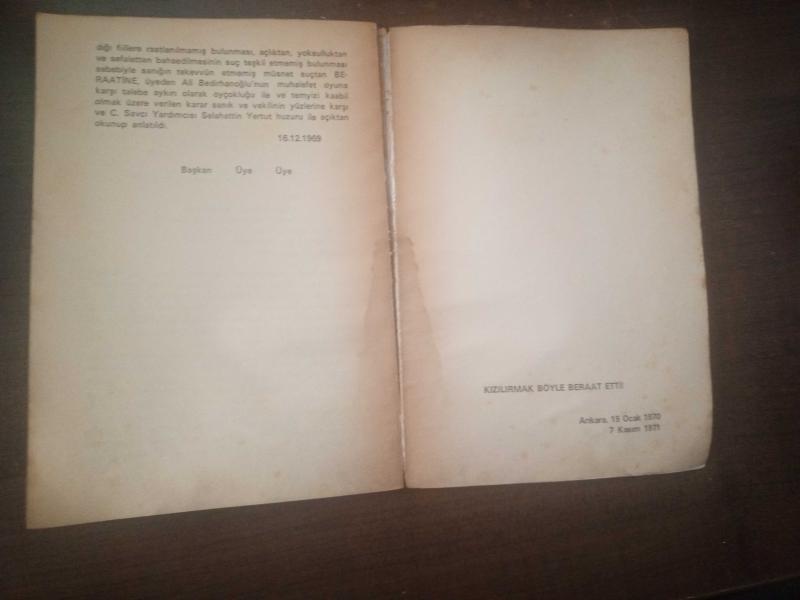 dığı fiillere rastlanılmamış bulunması, açlıktan, yoksulluktan
ve sefaletten bahsedilmesinin suç teşkil etmemiş bulunması
sebebiyle sanığın tekevvün etmemiş müsnet suçtan BE-
RAATİNE, üyeden Ali Bedirhanoğlu'nun muhalefet oyuna
karşı talebe aykırı olarak oyçokluğu ile ve temyizi kaabil
olmak üzere verilen karar sanık ve vekilinin yüzlerine karşı
ve C. Savcı Yardımcısı Selahattin Yertut huzuru ile açıktan
okunup anlatıldı.
16.12.1969
Başkan Üye Üye
KIZILIRMAK BÖYLE BERAAT ETTİ!
Ankara, 15 Ocak 1970
7 Kasım 1971